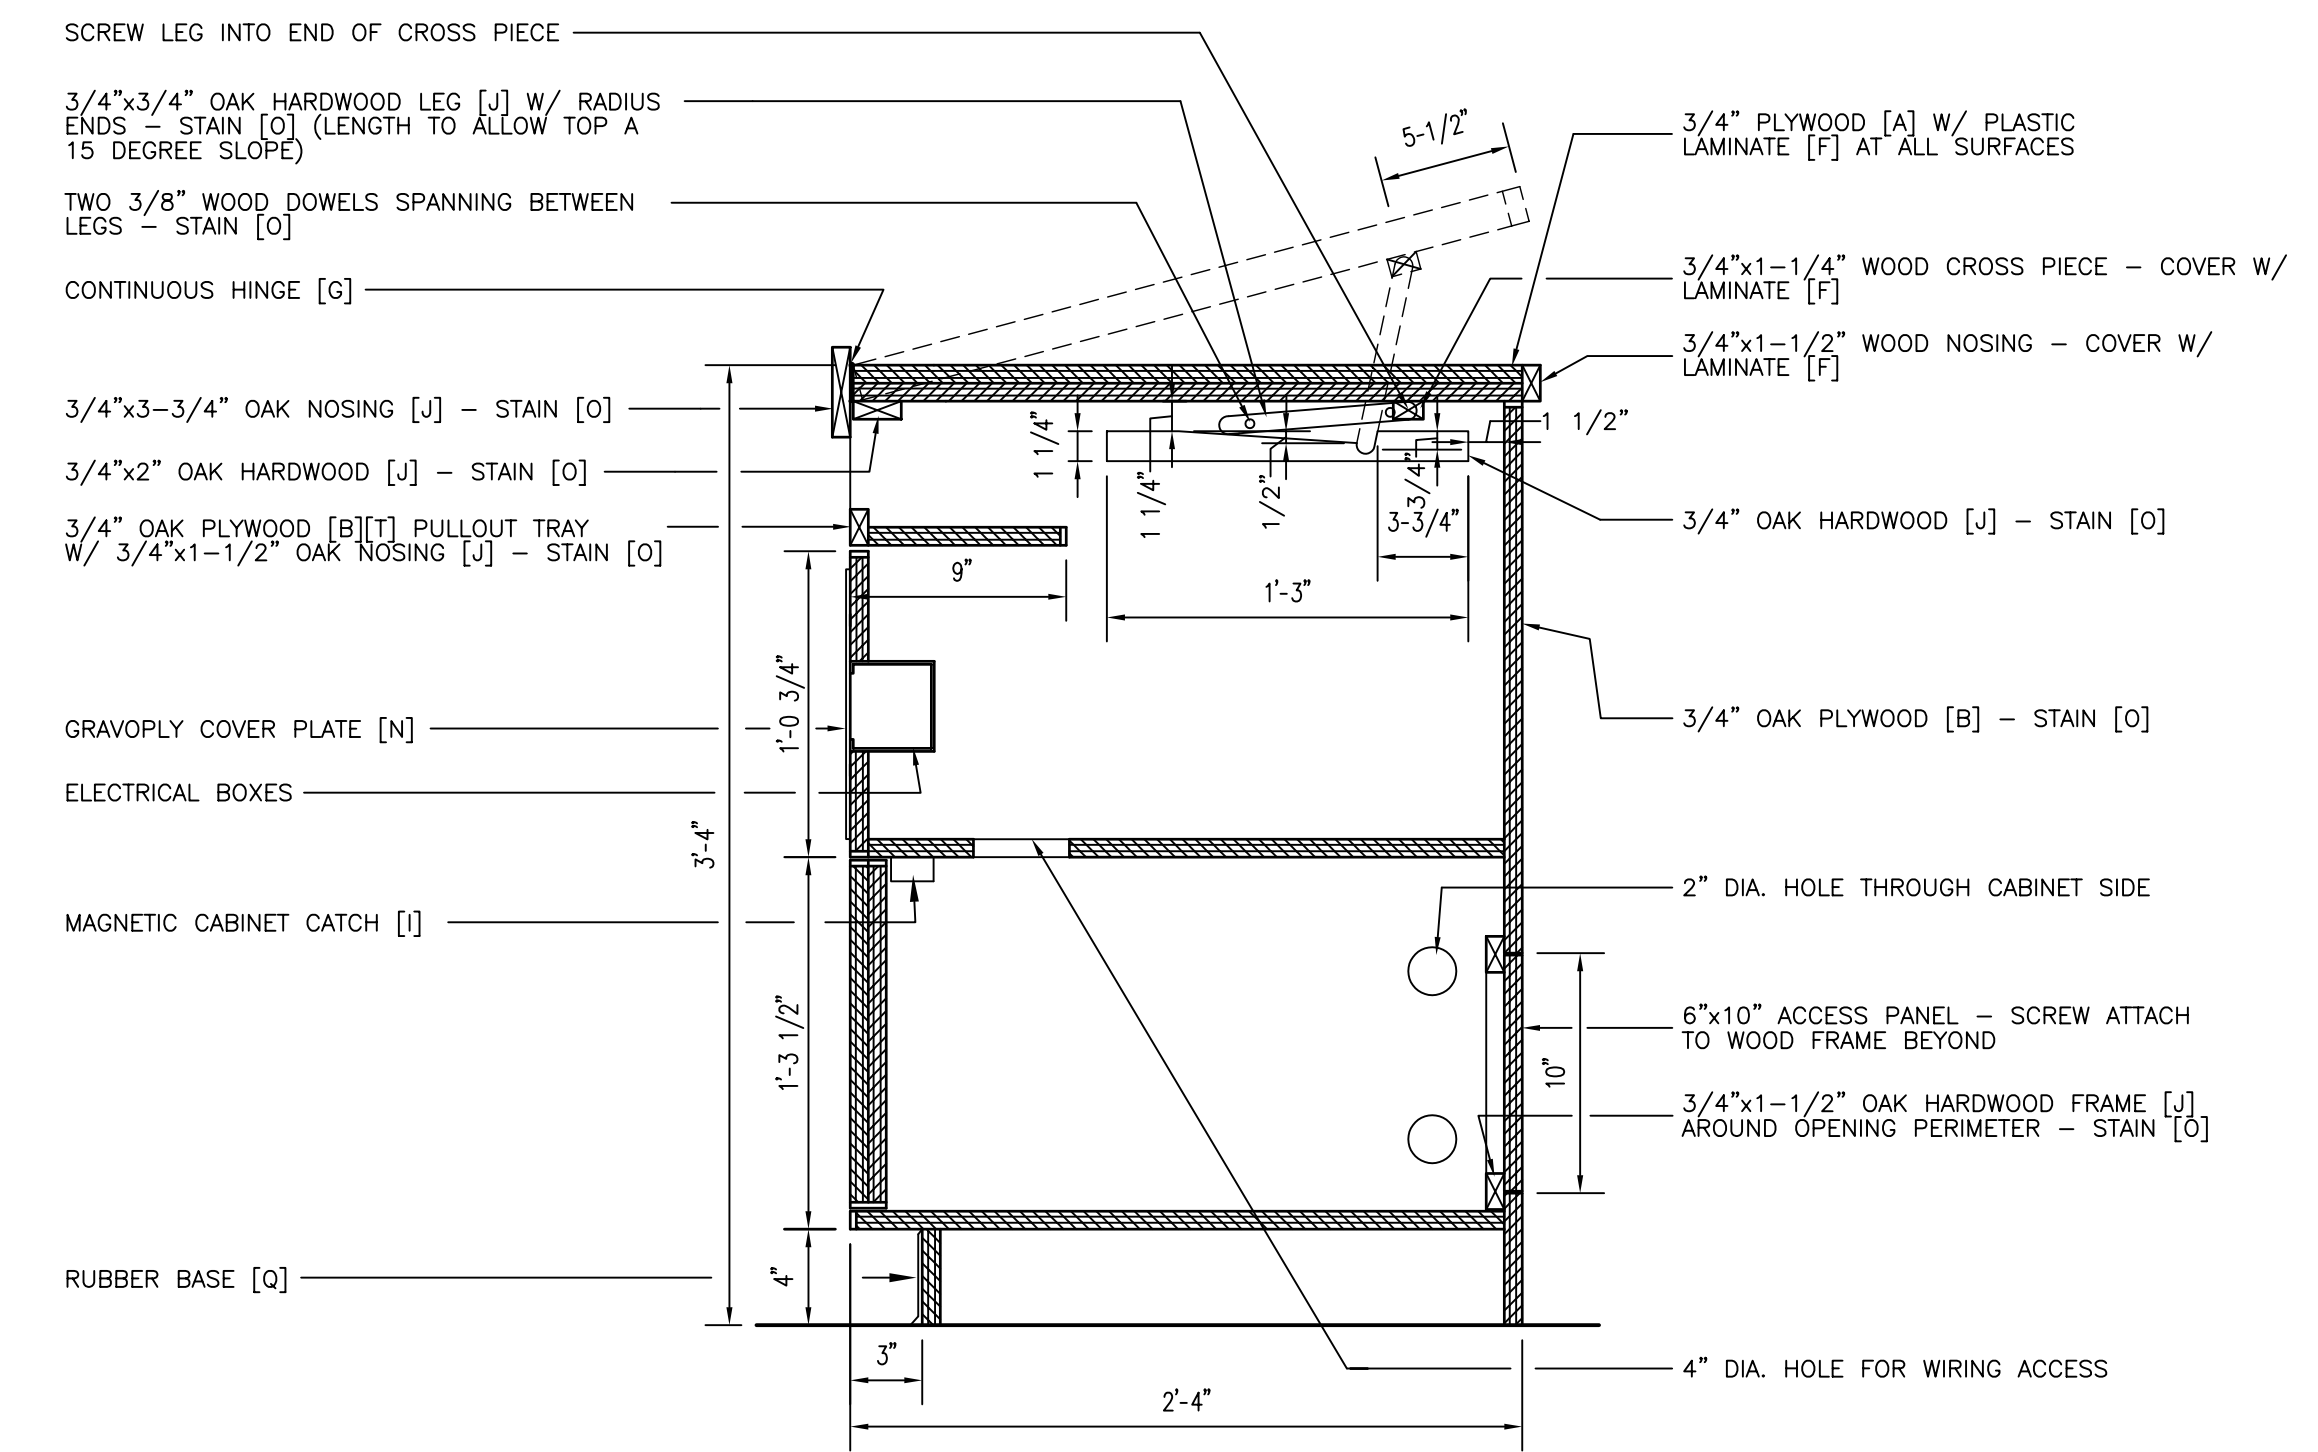 SCREW LEG INTO END OF CROSS PIECE
3/4”x3/4” OAK HARDWOOD LEG [J] W/ RADIUS
ENDS – STAIN [O] (LENGTH TO ALLOW TOP A
15 DEGREE SLOPE)
TWO 3/8” WOOD DOWELS SPANNING BETWEEN
LEGS – STAIN [O]
CONTINUOUS HINGE [G]
3/4”x3–3/4” OAK NOSING [J] – STAIN [O]
3/4”x2” OAK HARDWOOD [J] – STAIN [O]
3/4” OAK PLYWOOD [B][T] PULLOUT TRAY
W/ 3/4”x1–1/2” OAK NOSING [J] – STAIN [O]
GRAVOPLY COVER PLATE [N]
ELECTRICAL BOXES
MAGNETIC CABINET CATCH [I]
RUBBER BASE [Q]
3'-4”
1'-0 3/4”
1'-3 1/2”
4”
3”
2'-4”
9”
1 1/4”
1 1/4”
1/2”
3/4”
3-3/4”
1'-3”
1 1/2”
5-1/2”
10”
3/4” PLYWOOD [A] W/ PLASTIC
LAMINATE [F] AT ALL SURFACES
3/4”x1–1/4” WOOD CROSS PIECE – COVER W/
LAMINATE [F]
3/4”x1–1/2” WOOD NOSING – COVER W/
LAMINATE [F]
3/4” OAK HARDWOOD [J] – STAIN [O]
3/4” OAK PLYWOOD [B] – STAIN [O]
2” DIA. HOLE THROUGH CABINET SIDE
6”x10” ACCESS PANEL – SCREW ATTACH
TO WOOD FRAME BEYOND
3/4”x1–1/2” OAK HARDWOOD FRAME [J]
AROUND OPENING PERIMETER – STAIN [O]
4” DIA. HOLE FOR WIRING ACCESS